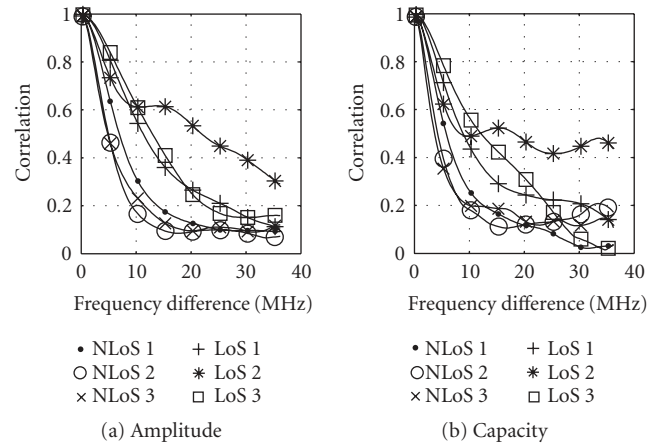 1
0.8
0.6
0.4
0.2
0
Correlation
0 10 20 30 40
Frequency difference (MHz)
NLoS 1 LoS 1
NLoS 2 LoS 2
NLoS 3 LoS 3
(a) Amplitude
1
0.8
0.6
0.4
0.2
0
Correlation
0 10 20 30 40
Frequency difference (MHz)
NLoS 1 LoS 1
NLoS 2 LoS 2
NLoS 3 LoS 3
(b) Capacity